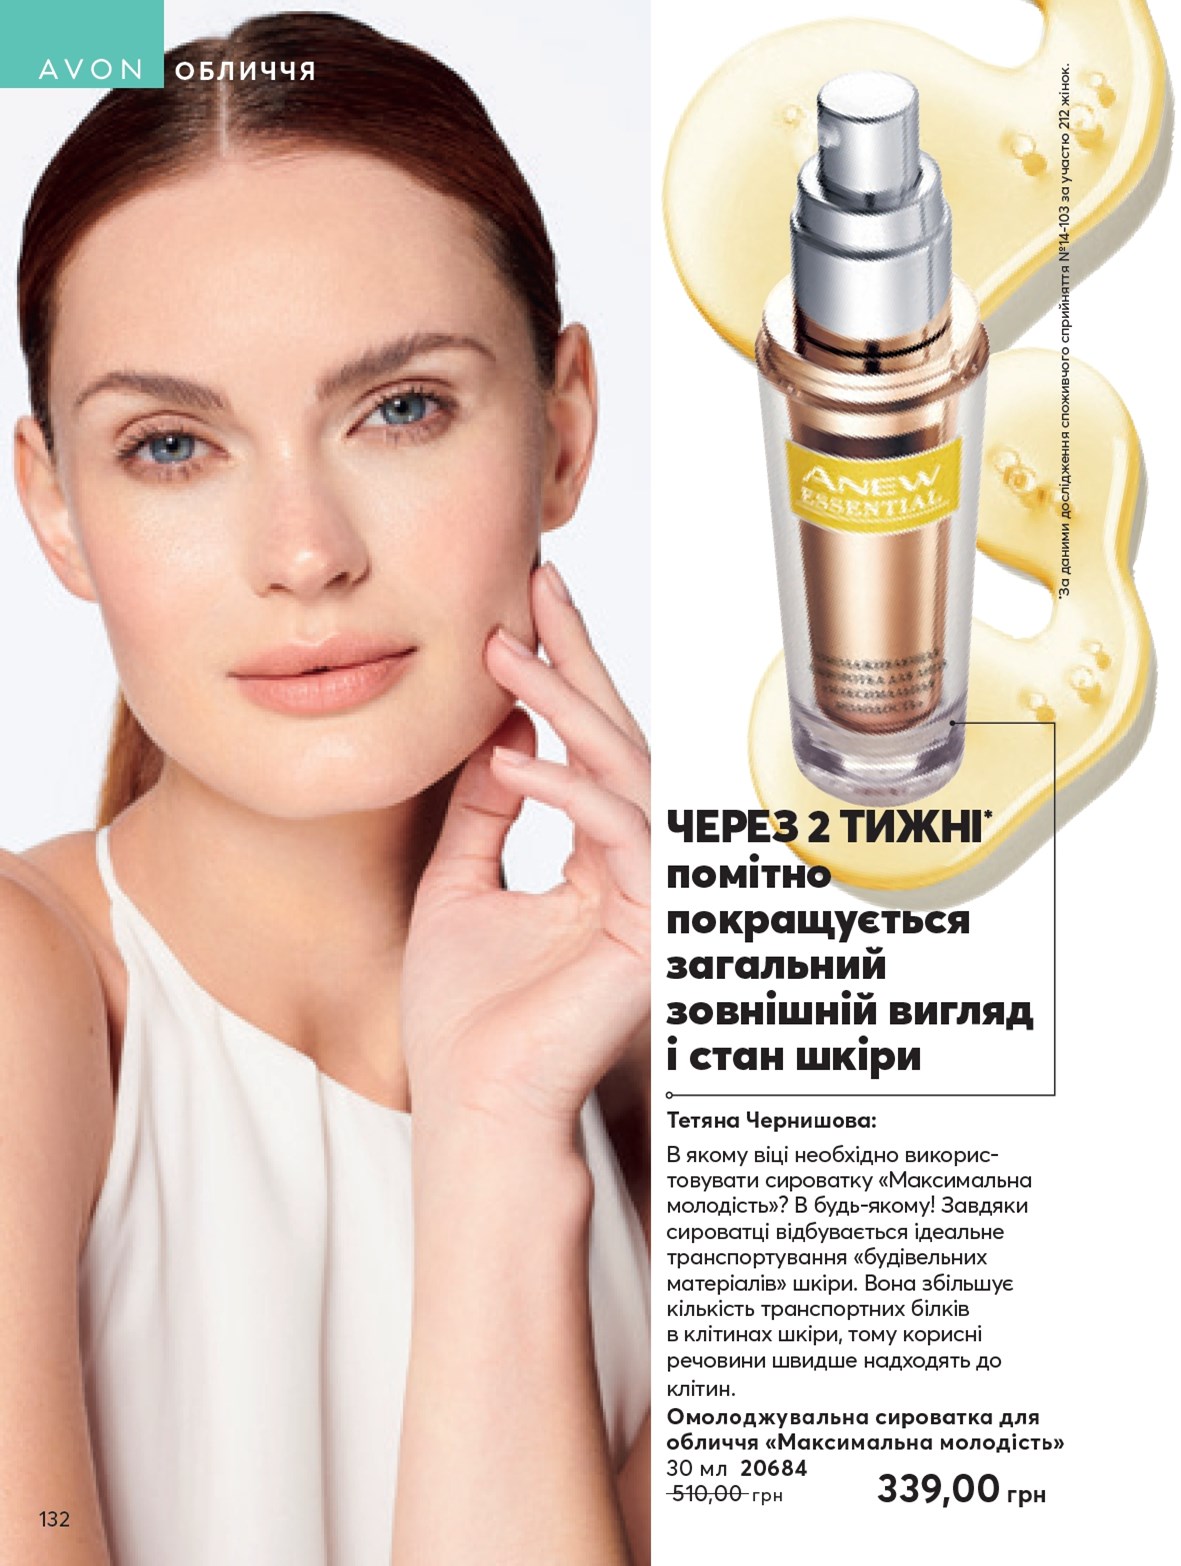 AVON ОБЛИЧЧЯ
*За даними дослідження споживчого сприйняття №14-103 за участю 212 жінок.
ANEW
ESSENTIAL
МОЛОДОСТЬ»
ЧЕРЕЗ 2 ТИЖНІ*
помітно
покращується
загальний
зовнішній вигляд
і стан шкіри
Тетяна Чернишова:
В якому віці необхідно викорис-
товувати сироватку «Максимальна
молодість»? В будь-якому! Завдяки
сироватці відбувається ідеальне
транспортування «будівельних
матеріалів» шкіри. Вона збільшує
кількість транспортних білків
в клітинах шкіри, тому корисні
речовини швидше надходять до
клітин.
Омолоджувальна сироватка для
обличчя «Максимальна молодість»
30 мл 20684
510,00 грн 339,00 грн
132